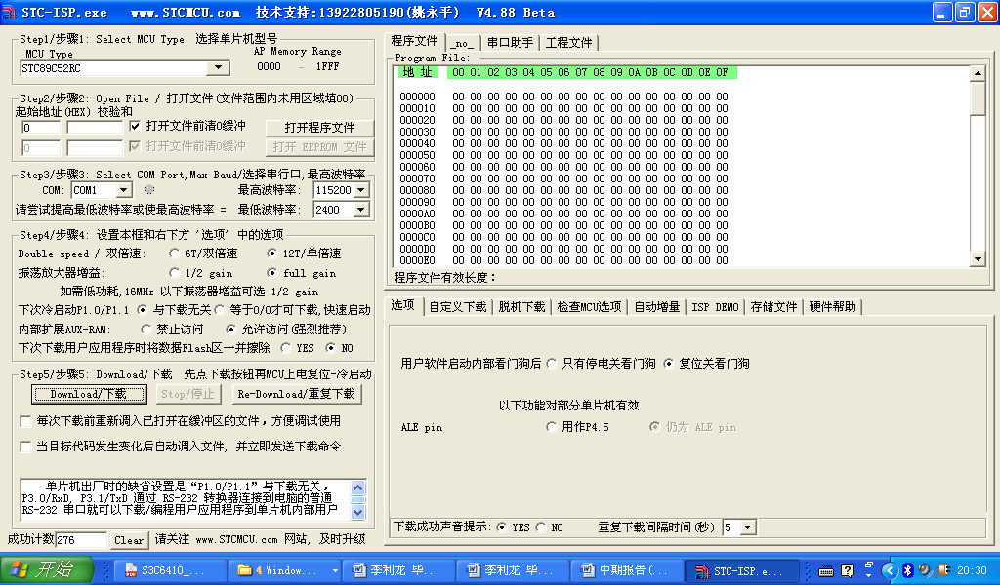 STC-ISP.exe www.STCMCU.com 技术支持:13922805190(姚永平) V4.88 Beta
Step1/步骤1: Select MCU Type 选择单片机型号
MCU Type AP Memory Range
STC89C52RC 0000 - 1FFF
Step2/步骤2: Open File / 打开文件(文件范围内未用区域填00)
起始地址(HEX) 校验和
0 打开文件前清0缓冲 打开程序文件
0 打开文件前清0缓冲 打开 EEPROM 文件
Step3/步骤3: Select COM Port,Max Baud/选择串行口,最高波特率
COM: COM1 最高波特率: 115200
请尝试提高最低波特率或使最高波特率 = 最低波特率: 2400
Step4/步骤4: 设置本框和右下方 '选项' 中的选项
Double speed / 双倍速: 6T/双倍速 12T/单倍速
振荡放大器增益: 1/2 gain full gain
如需低功耗,16MHz 以下振荡器增益可选 1/2 gain
下次冷启动P1.0/P1.1 与下载无关 等于0/0才可下载,快速启动
内部扩展AUX-RAM: 禁止访问 允许访问(强烈推荐)
下次下载用户应用程序时将数据Flash区一并擦除 YES NO
Step5/步骤5: Download/下载 先点下载按钮再MCU上电复位-冷启动
Download/下载 Stop/停止 Re-Download/重复下载
每次下载前重新调入已打开在缓冲区的文件，方便调试使用
当目标代码发生变化后自动调入文件, 并立即发送下载命令
单片机出厂时的缺省设置是“P1.0/P1.1”与下载无关，
P3.0/RxD, P3.1/TxD 通过 RS-232 转换器连接到电脑的普通
RS-232 串口就可以下载/编程用户应用程序到单片机内部用户
成功计数 276 Clear 请关注 www.STCMCU.com 网站, 及时升级
程序文件 _no_ 串口助手 工程文件
Program File:
地 址 00 01 02 03 04 05 06 07 08 09 0A 0B 0C 0D 0E 0F
000000 00 00 00 00 00 00 00 00 00 00 00 00 00 00 00 00
000010 00 00 00 00 00 00 00 00 00 00 00 00 00 00 00 00
000020 00 00 00 00 00 00 00 00 00 00 00 00 00 00 00 00
000030 00 00 00 00 00 00 00 00 00 00 00 00 00 00 00 00
000040 00 00 00 00 00 00 00 00 00 00 00 00 00 00 00 00
000050 00 00 00 00 00 00 00 00 00 00 00 00 00 00 00 00
000060 00 00 00 00 00 00 00 00 00 00 00 00 00 00 00 00
000070 00 00 00 00 00 00 00 00 00 00 00 00 00 00 00 00
000080 00 00 00 00 00 00 00 00 00 00 00 00 00 00 00 00
000090 00 00 00 00 00 00 00 00 00 00 00 00 00 00 00 00
0000A0 00 00 00 00 00 00 00 00 00 00 00 00 00 00 00 00
0000B0 00 00 00 00 00 00 00 00 00 00 00 00 00 00 00 00
0000C0 00 00 00 00 00 00 00 00 00 00 00 00 00 00 00 00
0000D0 00 00 00 00 00 00 00 00 00 00 00 00 00 00 00 00
0000E0 00 00 00 00 00 00 00 00 00 00 00 00 00 00 00 00
程序文件有效长度：
选项 自定义下载 脱机下载 检查MCU选项 自动增量 ISP DEMO 存储文件 硬件帮助
用户软件启动内部看门狗后 只有停电关看门狗 复位关看门狗
以下功能对部分单片机有效
ALE pin 用作P4.5 仍为 ALE pin
下载成功声音提示: YES NO 重复下载间隔时间(秒) 5
开始 S3C6410_... 4 Window... 李利龙 毕... 李利龙 毕... 中期报告(... STC-ISP.e... 20:30